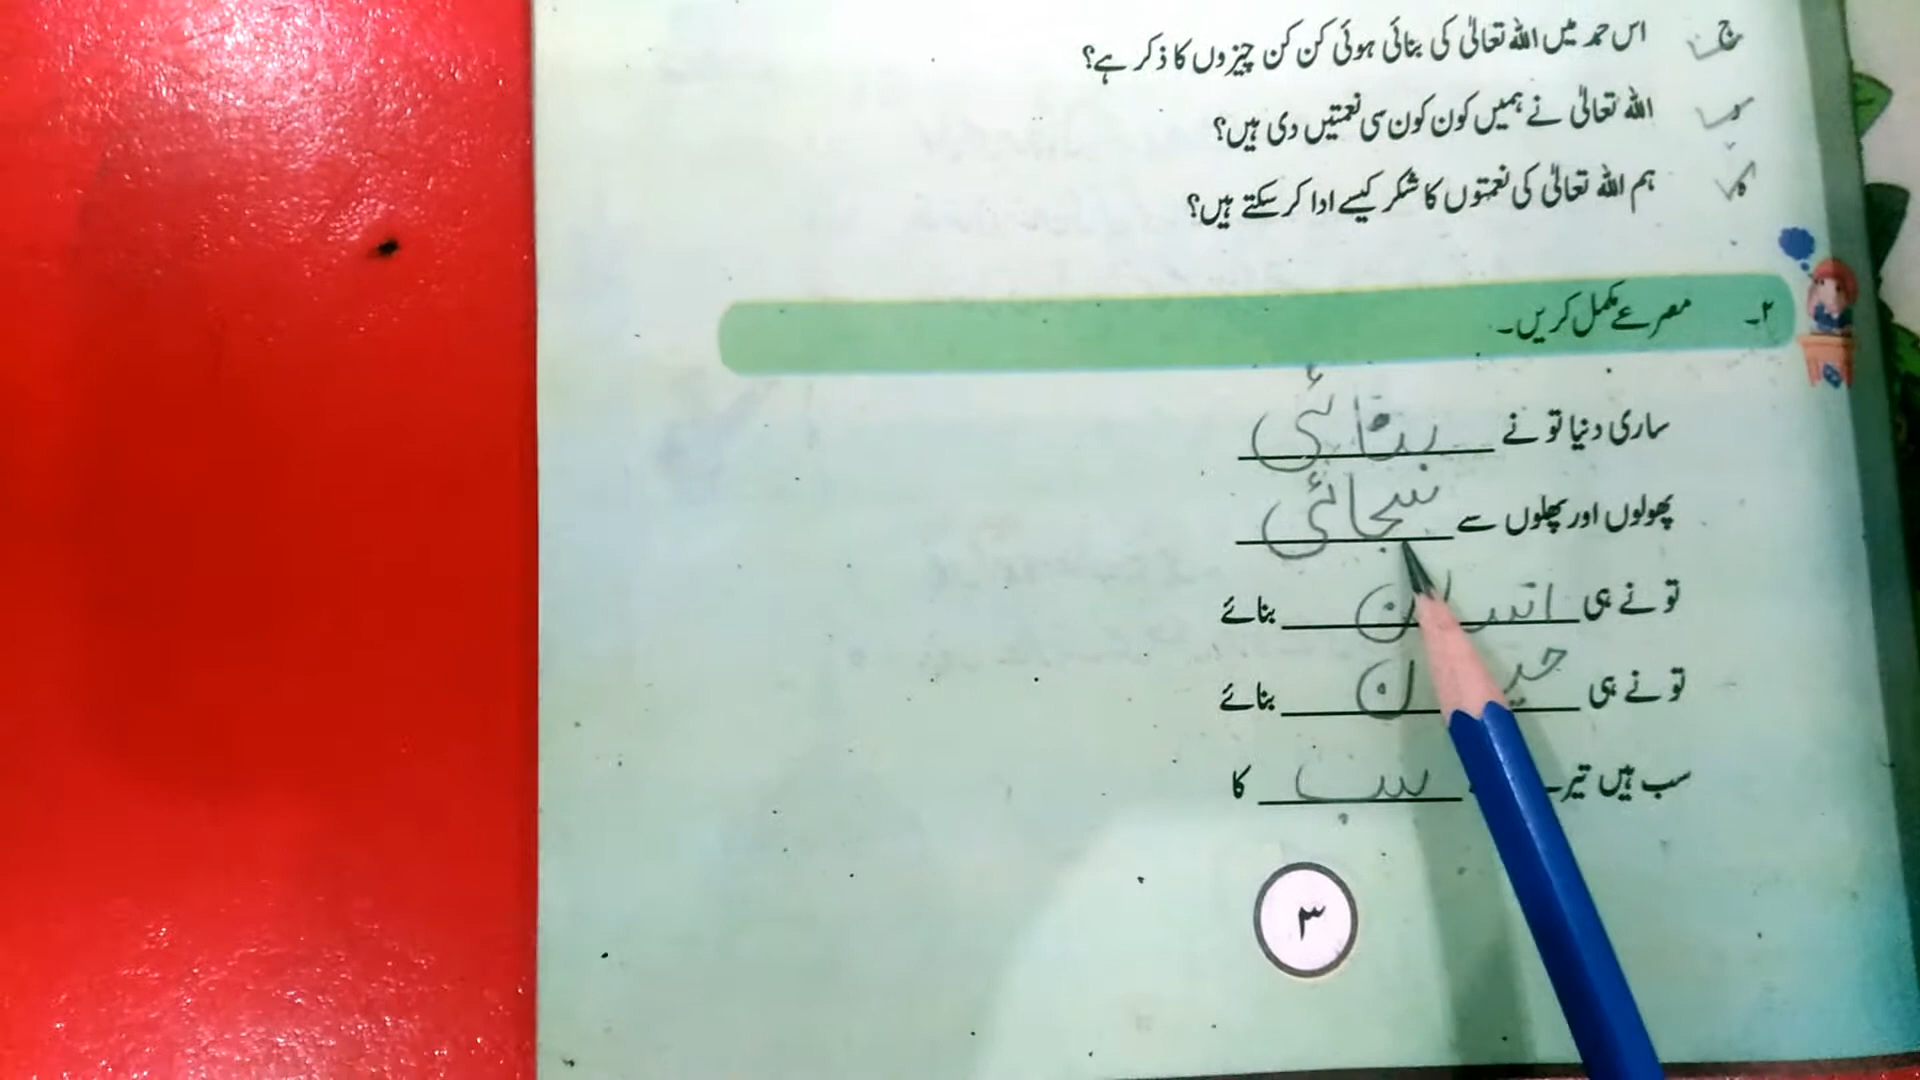 ج اس حمد میں اللہ تعالیٰ کی بنائی ہوئی کن کن چیزوں کا ذکر ہے؟
اللہ تعالیٰ نے ہمیں کون کون سی نعمتیں دی ہیں؟
ہم اللہ تعالیٰ کی نعمتوں کا شکر کیسے ادا کر سکتے ہیں؟
۲۔ مصرعے مکمل کریں۔
ساری دنیا تو نے بنائی
پھولوں اور پھلوں سے سجائی
تو نے ہی انسان بنائے
تو نے ہی بنائے
سب ہیں تیرے سب کا
۳